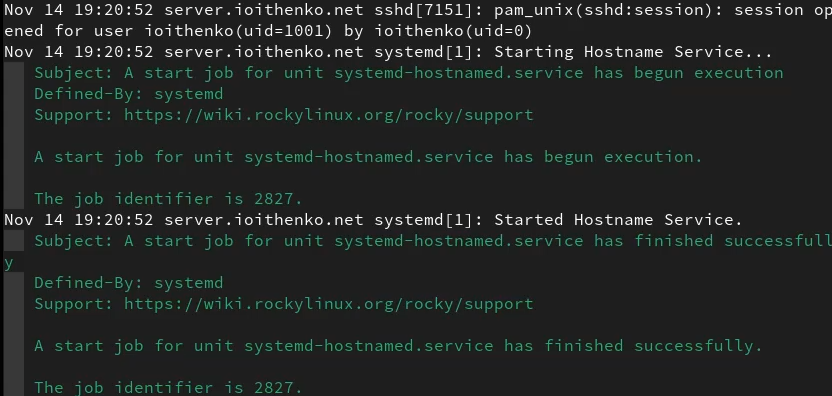 Nov 14 19:20:52 server.ioithenko.net sshd[7151]: pam_unix(sshd:session): session op
ened for user ioithenko(uid=1001) by ioithenko(uid=0)
Nov 14 19:20:52 server.ioithenko.net systemd[1]: Starting Hostname Service...
Subject: A start job for unit systemd-hostnamed.service has begun execution
Defined-By: systemd
Support: https://wiki.rockylinux.org/rocky/support
A start job for unit systemd-hostnamed.service has begun execution.
The job identifier is 2827.
Nov 14 19:20:52 server.ioithenko.net systemd[1]: Started Hostname Service.
Subject: A start job for unit systemd-hostnamed.service has finished successfull
y
Defined-By: systemd
Support: https://wiki.rockylinux.org/rocky/support
A start job for unit systemd-hostnamed.service has finished successfully.
The job identifier is 2827.